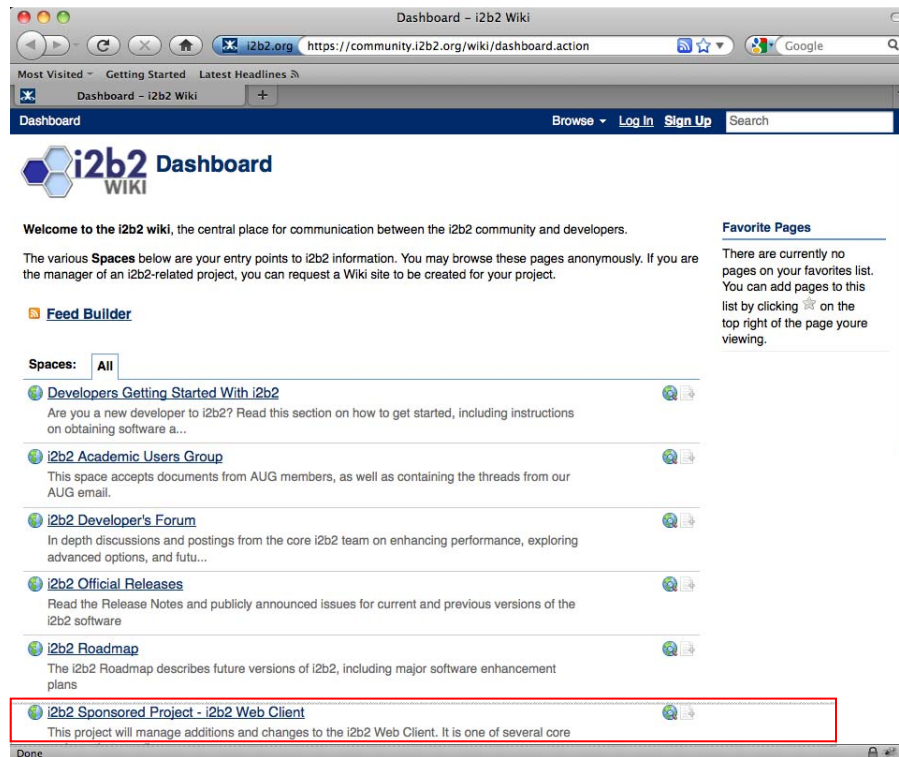 Dashboard – i2b2 Wiki
i2b2.org https://community.i2b2.org/wiki/dashboard.action Google
Most Visited Getting Started Latest Headlines
Dashboard – i2b2 Wiki +
Dashboard Browse Log In Sign Up Search
i2b2 WIKI Dashboard
Welcome to the i2b2 wiki, the central place for communication between the i2b2 community and developers.
The various Spaces below are your entry points to i2b2 information. You may browse these pages anonymously. If you are
the manager of an i2b2-related project, you can request a Wiki site to be created for your project.
Feed Builder
Favorite Pages
There are currently no
pages on your favorites list.
You can add pages to this
list by clicking on the
top right of the page youre
viewing.
Spaces: All
Developers Getting Started With i2b2
Are you a new developer to i2b2? Read this section on how to get started, including instructions
on obtaining software a...
i2b2 Academic Users Group
This space accepts documents from AUG members, as well as containing the threads from our
AUG email.
i2b2 Developer's Forum
In depth discussions and postings from the core i2b2 team on enhancing performance, exploring
advanced options, and futu...
i2b2 Official Releases
Read the Release Notes and publicly announced issues for current and previous versions of the
i2b2 software
i2b2 Roadmap
The i2b2 Roadmap describes future versions of i2b2, including major software enhancement
plans
i2b2 Sponsored Project - i2b2 Web Client
This project will manage additions and changes to the i2b2 Web Client. It is one of several core
Done